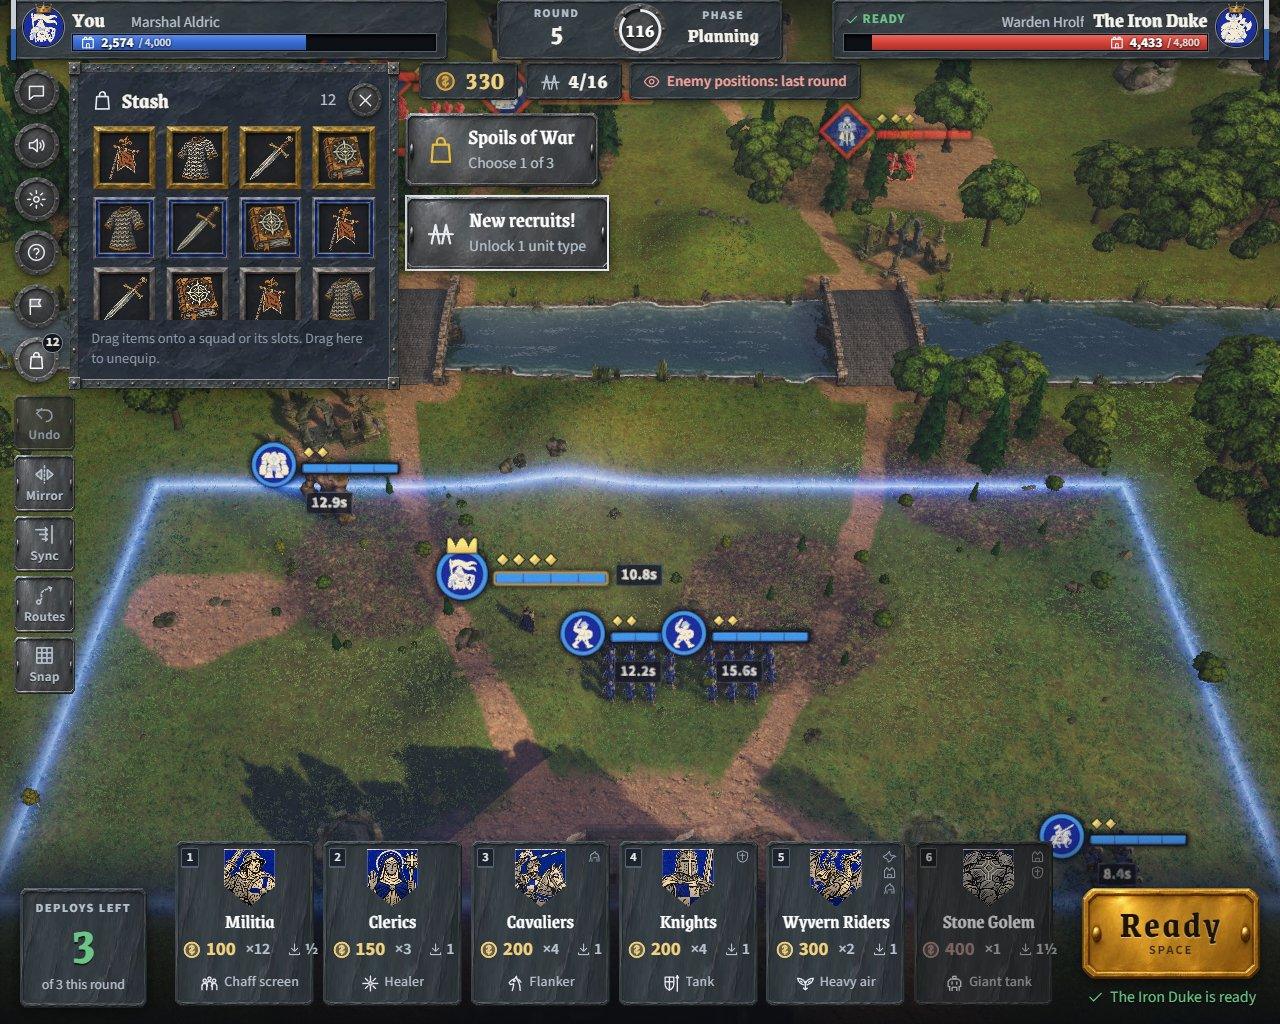 You Marshal Aldric
2,574 / 4,000
ROUND
5
116
PHASE
Planning
READY
Warden Hrolf The Iron Duke
4,433 / 4,800
Stash 12
330
4/16
Enemy positions: last round
Spoils of War
Choose 1 of 3
New recruits!
Unlock 1 unit type
Drag items onto a squad or its slots. Drag here
to unequip.
12
Undo
Mirror
Sync
Routes
Snap
12.9s
10.8s
12.2s
15.6s
8.4s
DEPLOYS LEFT
3
of 3 this round
1
Militia
100 ×12 ½
Chaff screen
2
Clerics
150 ×3 1
Healer
3
Cavaliers
200 ×4 1
Flanker
4
Knights
200 ×4 1
Tank
5
Wyvern Riders
300 ×2 1
Heavy air
6
Stone Golem
400 ×1 1½
Giant tank
Ready
SPACE
The Iron Duke is ready